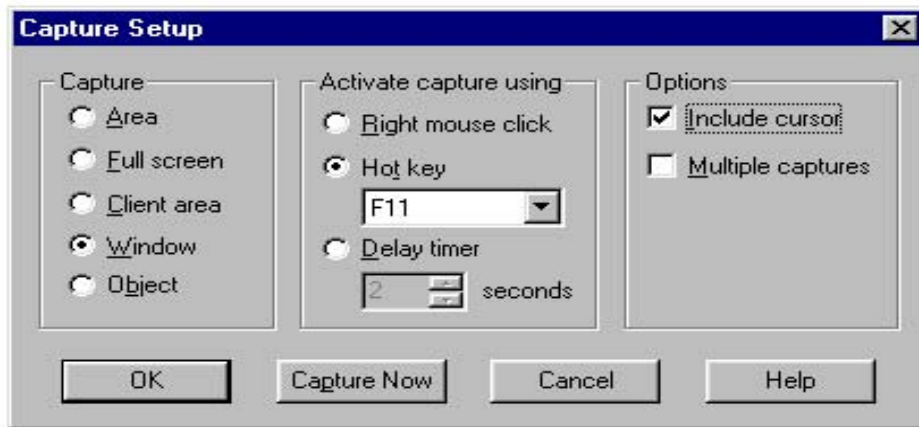 Capture Setup
Capture
Area
Full screen
Client area
Window
Object
Activate capture using
Right mouse click
Hot key
F11
Delay timer
2 seconds
Options
Include cursor
Multiple captures
OK
Capture Now
Cancel
Help